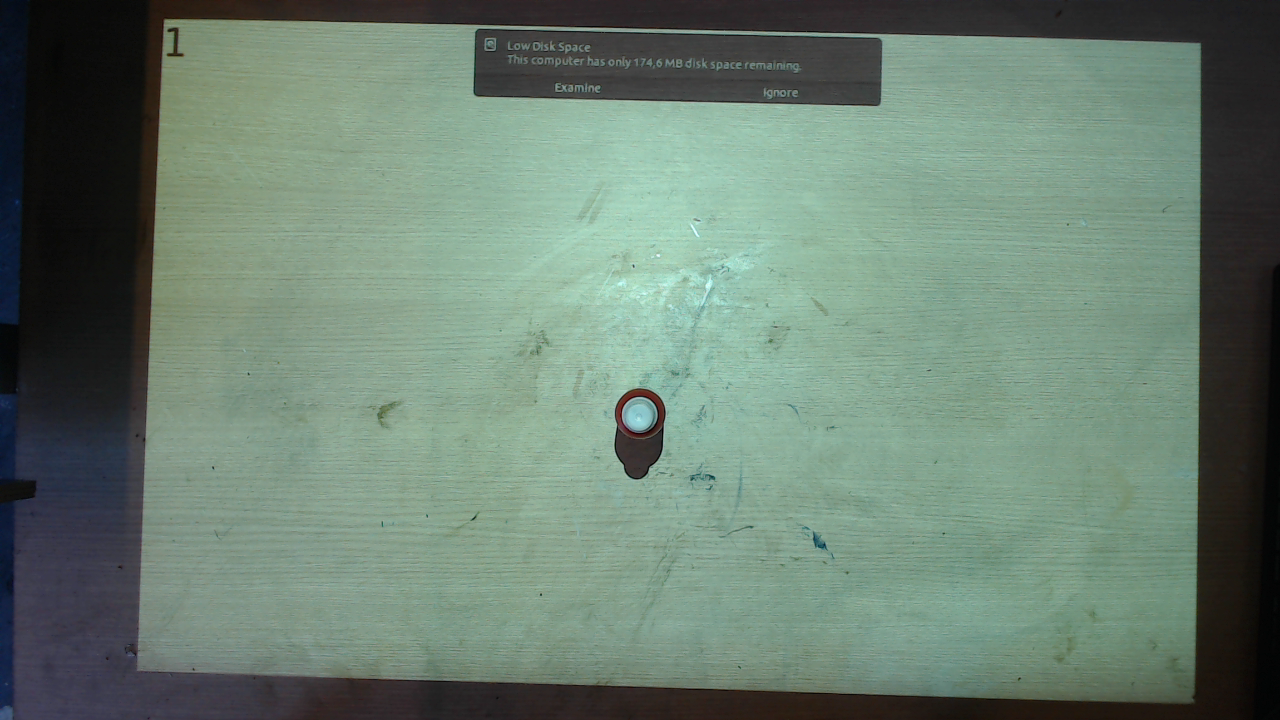 1
Low Disk Space
This computer has only 174,6 MB disk space remaining.
Examine Ignore